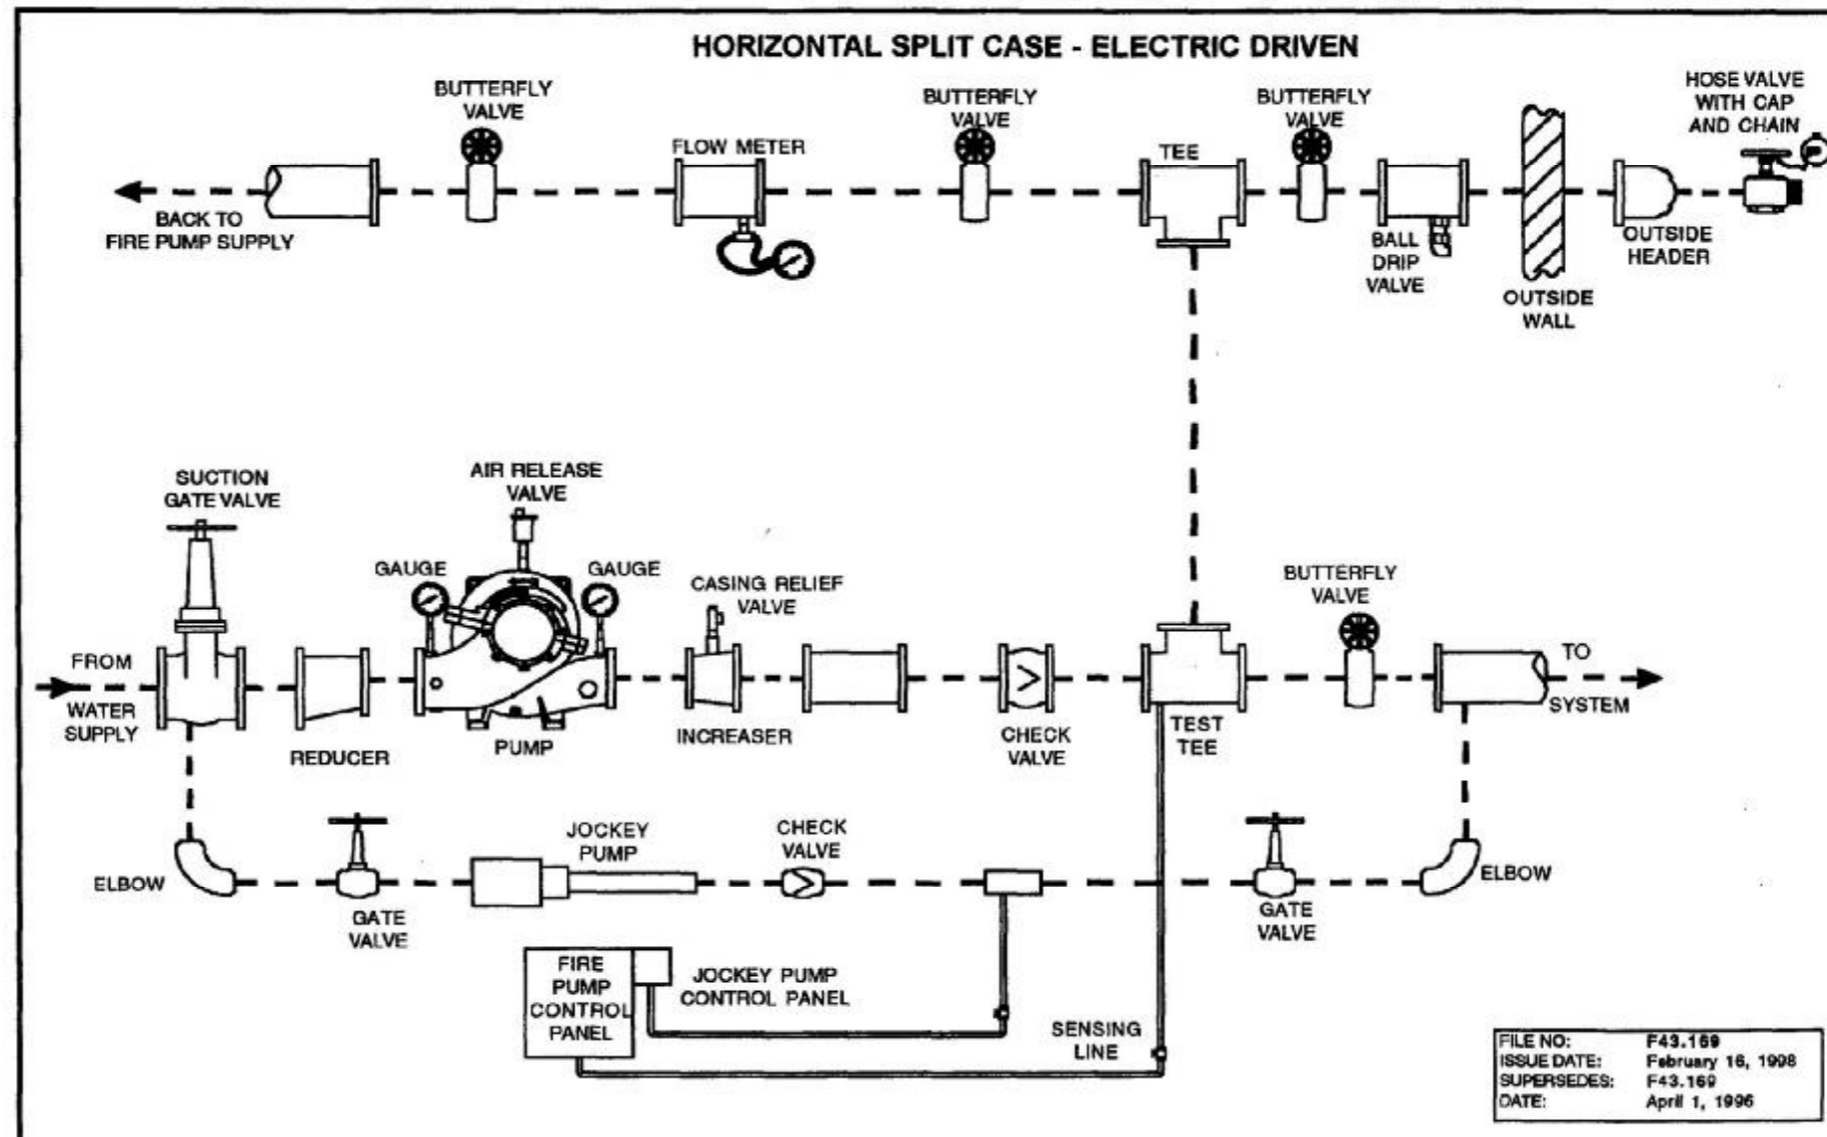 HORIZONTAL SPLIT CASE - ELECTRIC DRIVEN
BUTTERFLY
VALVE
FLOW METER
BUTTERFLY
VALVE
TEE
BUTTERFLY
VALVE
HOSE VALVE
WITH CAP
AND CHAIN
BACK TO
FIRE PUMP SUPPLY
BALL
DRIP
VALVE
OUTSIDE
WALL
OUTSIDE
HEADER
SUCTION
GATE VALVE
AIR RELEASE
VALVE
GAUGE
GAUGE
CASING RELIEF
VALVE
BUTTERFLY
VALVE
FROM
WATER
SUPPLY
REDUCER
PUMP
INCREASER
CHECK
VALVE
TEST
TEE
TO
SYSTEM
ELBOW
GATE
VALVE
JOCKEY
PUMP
CHECK
VALVE
GATE
VALVE
ELBOW
FIRE
PUMP
CONTROL
PANEL
JOCKEY PUMP
CONTROL PANEL
SENSING
LINE
FILE NO: F43.169
ISSUE DATE: February 16, 1998
SUPERSEDES: F43.169
DATE: April 1, 1996